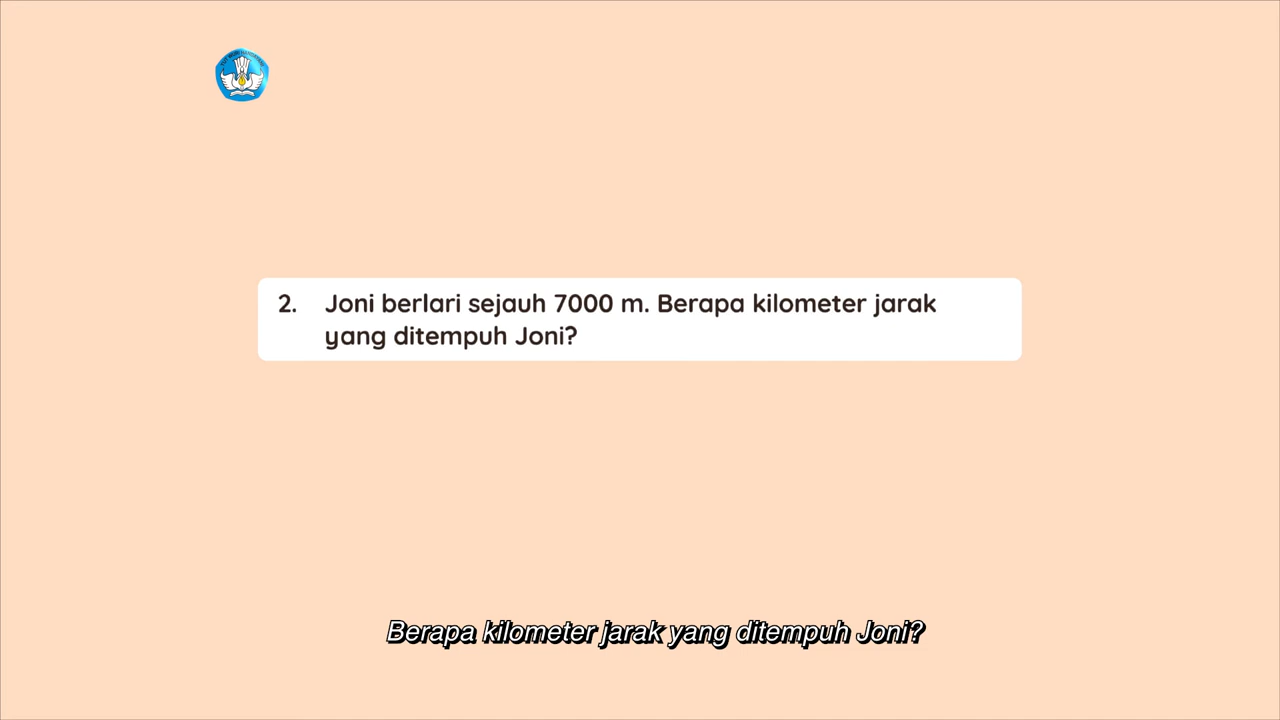 2. Joni berlari sejauh 7000 m. Berapa kilometer jarak
yang ditempuh Joni?
Berapa kilometer jarak yang ditempuh Joni?